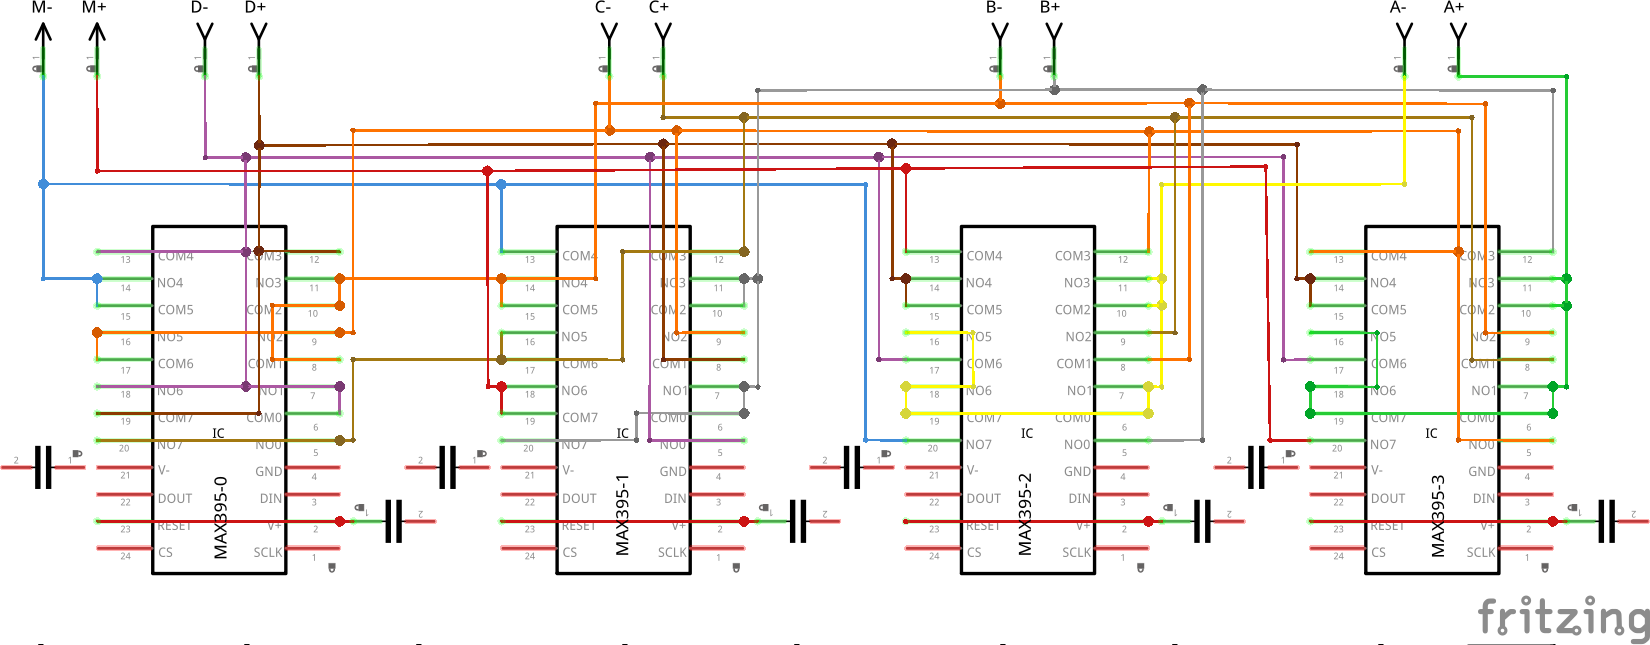 M- M+ D- D+ C- C+ B- B+ A- A+
1 1 1 1 1 1 1 1 1 1
COM4 COM3 COM4 COM3 COM4 COM3 COM4 COM3
13 12 13 12 13 12 13 12
NO4 NO3 NO4 NO3 NO4 NO3 NO4 NO3
14 11 14 11 14 11 14 11
COM5 COM2 COM5 COM2 COM5 COM2 COM5 COM2
15 10 15 10 15 10 15 10
NO5 NO2 NO5 NO2 NO5 NO2 NO5 NO2
16 9 16 9 16 9 16 9
COM6 COM1 COM6 COM1 COM6 COM1 COM6 COM1
17 8 17 8 17 8 17 8
NO6 NO1 NO6 NO1 NO6 NO1 NO6 NO1
18 7 18 7 18 7 18 7
COM7 COM0 COM7 COM0 COM7 COM0 COM7 COM0
19 6 19 6 19 6 19 6
IC IC IC IC
NO7 NO0 NO7 NO0 NO7 NO0 NO7 NO0
20 5 20 5 20 5 20 5
2 1 2 1 2 1 2 1
V- GND V- GND V- GND V- GND
21 4 21 4 21 4 21 4
DOUT DIN DOUT DIN DOUT DIN DOUT DIN
22 3 22 3 22 3 22 3
1 2 1 2 1 2 1 2
RESET V+ RESET V+ RESET V+ RESET V+
23 2 23 2 23 2 23 2
MAX395-0 MAX395-1 MAX395-2 MAX395-3
CS SCLK CS SCLK CS SCLK CS SCLK
24 1 24 1 24 1 24 1
fritzing